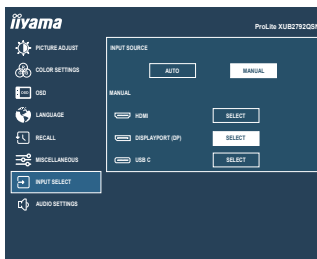 iiyama
ProLite XUB2792QSN
PICTURE ADJUST
COLOR SETTINGS
OSD
OSD
LANGUAGE
RECALL
MISCELLANEOUS
INPUT SELECT
AUDIO SETTINGS
INPUT SOURCE
AUTO
MANUAL
MANUAL
HDMI
SELECT
DISPLAYPORT (DP)
SELECT
USB C
SELECT